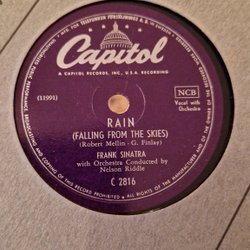 Capitol
A CAPITOL RECORDS, INC., U.S.A. RECORDING
(11991)
NCB
Vocal with
Orchestra
RAIN
(FALLING FROM THE SKIES)
(Robert Mellin - G. Finlay)
FRANK SINATRA
with Orchestra Conducted by
Nelson Riddle
C 2816